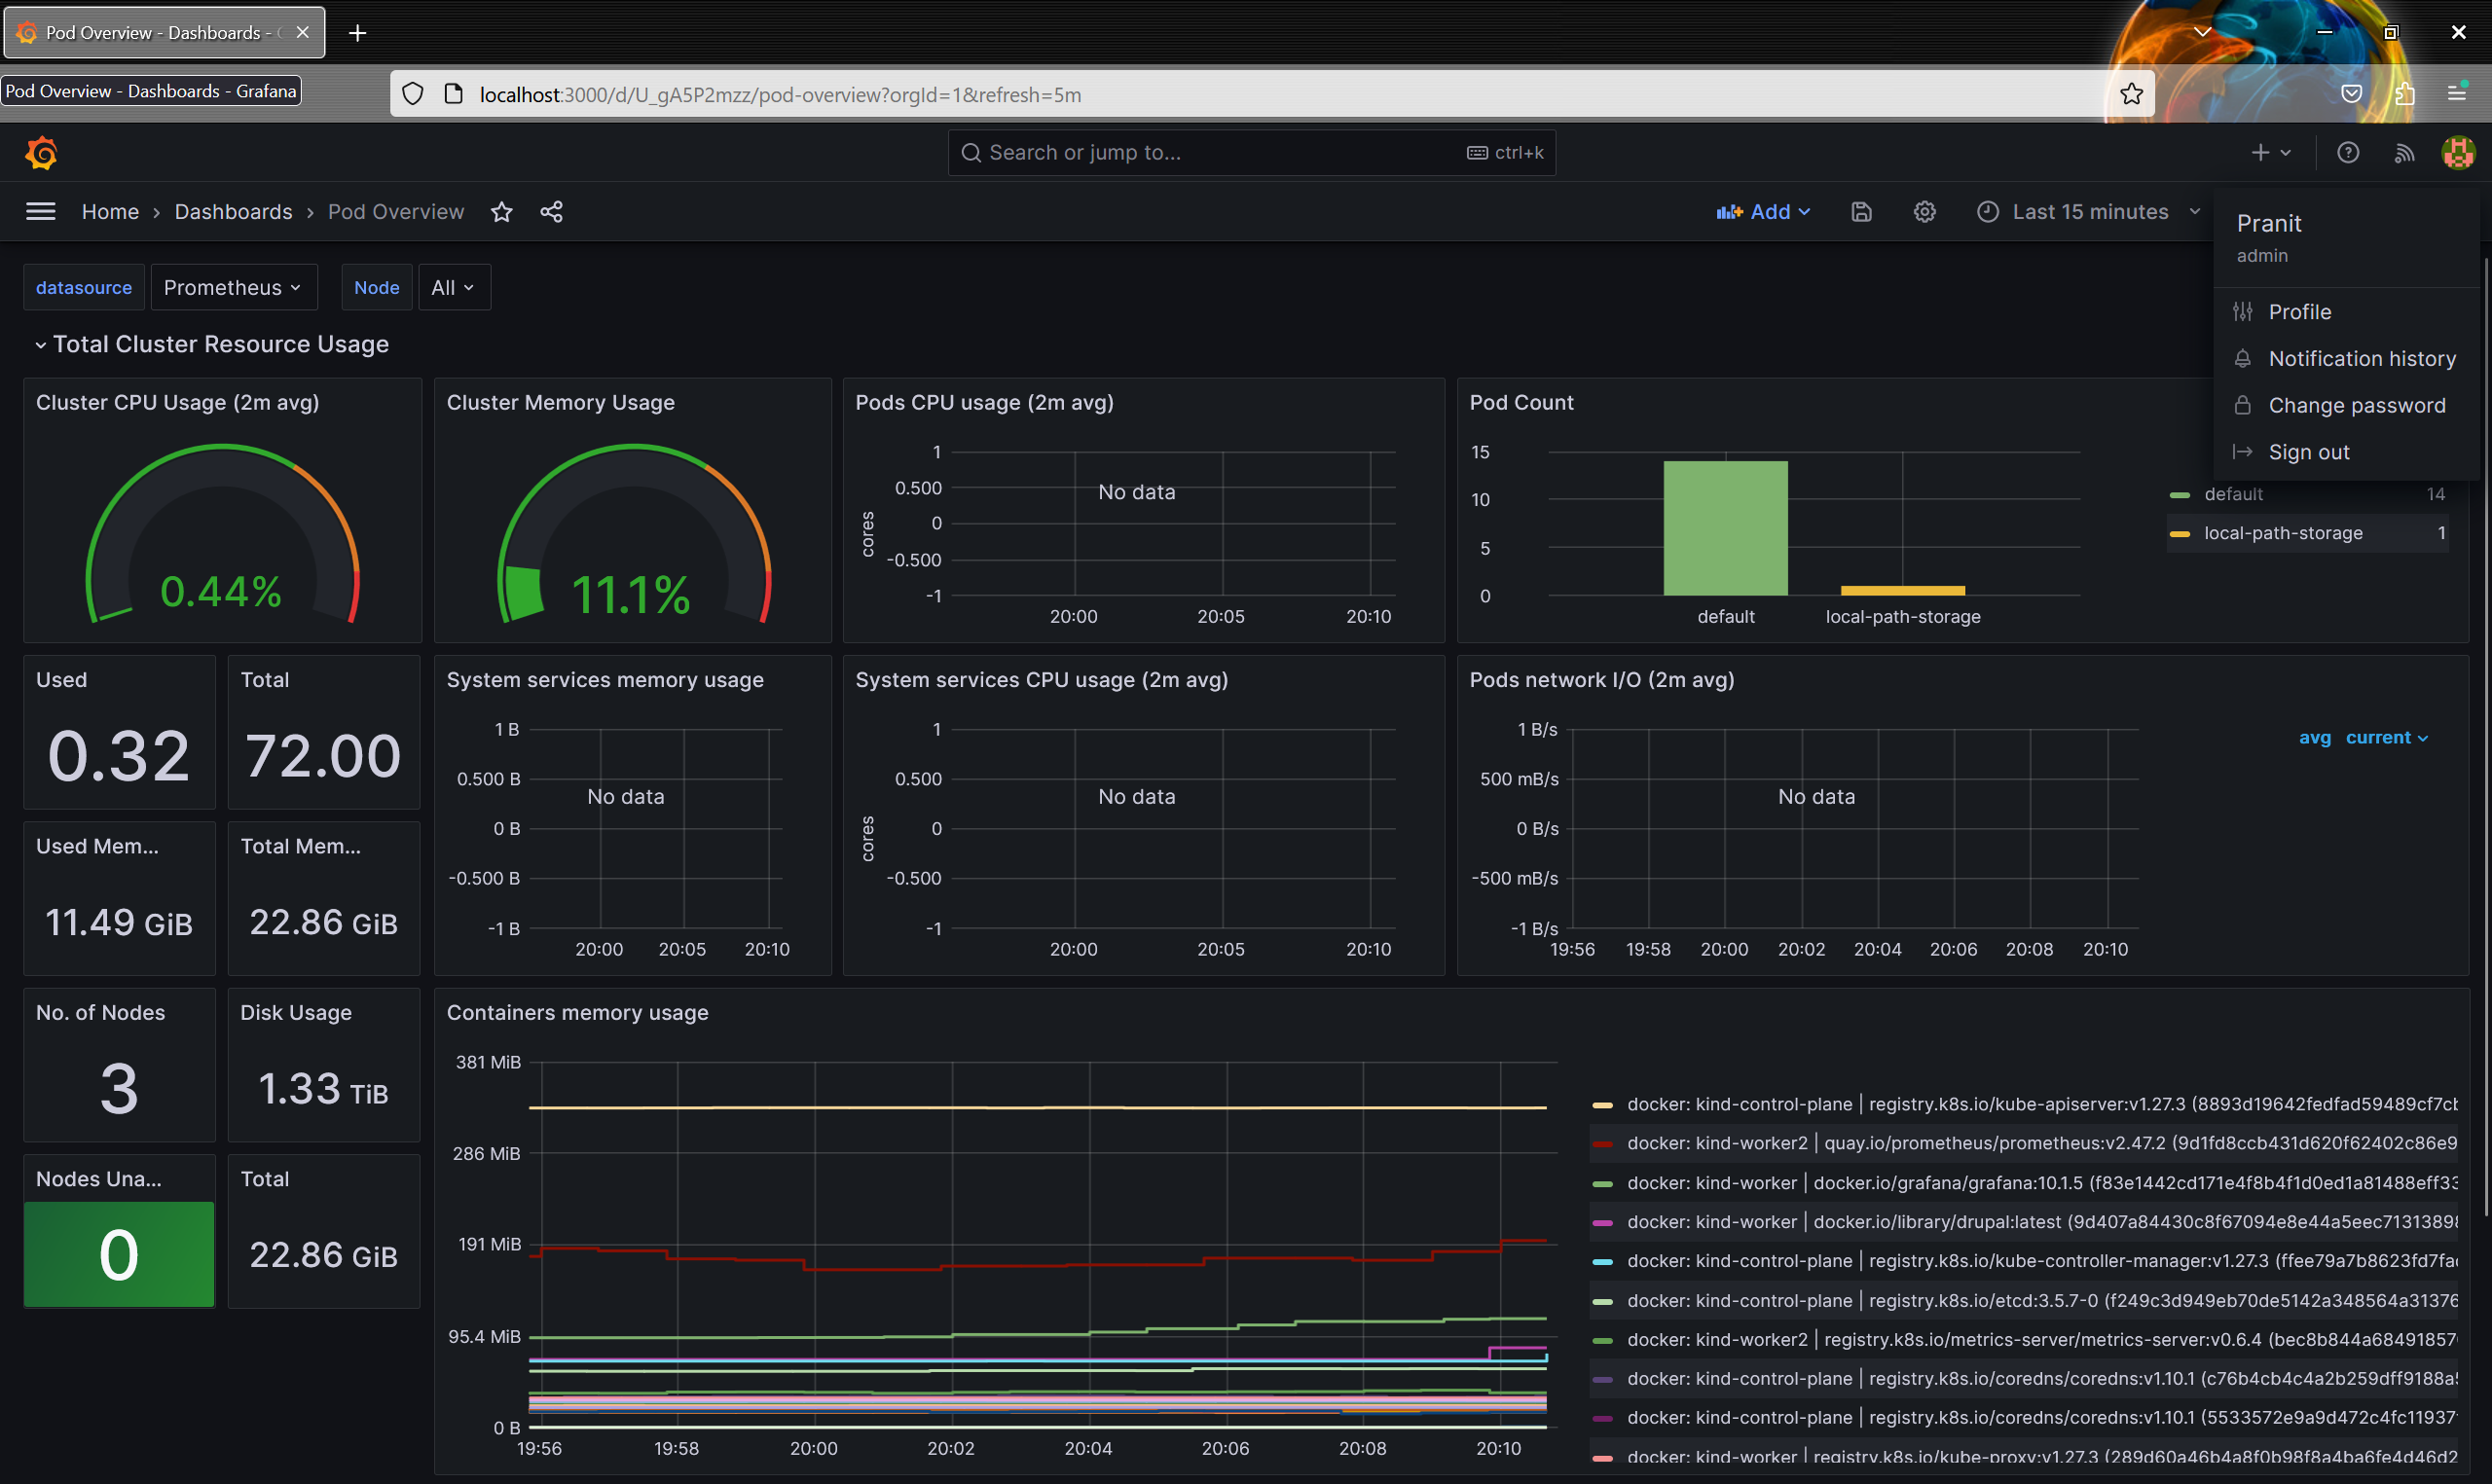 Pod Overview - Dashboards -
Pod Overview - Dashboards - Grafana
localhost:3000/d/U_gA5P2mzz/pod-overview?orgId=1&refresh=5m
Search or jump to...
ctrl+k
Home › Dashboards › Pod Overview
Add
Last 15 minutes
Pranit
admin
Profile
Notification history
Change password
Sign out
datasource
Prometheus
Node
All
Total Cluster Resource Usage
Cluster CPU Usage (2m avg)
0.44%
Cluster Memory Usage
11.1%
Pods CPU usage (2m avg)
cores
1
0.500
0
-0.500
-1
No data
20:00 20:05 20:10
Pod Count
15
10
5
0
default local-path-storage
default 14
local-path-storage 1
Used
0.32
Total
72.00
System services memory usage
1 B
0.500 B
0 B
-0.500 B
-1 B
No data
20:00 20:05 20:10
System services CPU usage (2m avg)
cores
1
0.500
0
-0.500
-1
No data
20:00 20:05 20:10
Pods network I/O (2m avg)
1 B/s
500 mB/s
0 B/s
-500 mB/s
-1 B/s
No data
19:56 19:58 20:00 20:02 20:04 20:06 20:08 20:10
avg current
Used Mem...
11.49 GiB
Total Mem...
22.86 GiB
No. of Nodes
3
Disk Usage
1.33 TiB
Nodes Una...
0
Total
22.86 GiB
Containers memory usage
381 MiB
286 MiB
191 MiB
95.4 MiB
0 B
19:56 19:58 20:00 20:02 20:04 20:06 20:08 20:10
docker: kind-control-plane | registry.k8s.io/kube-apiserver:v1.27.3 (8893d19642fedfad59489cf7cb
docker: kind-worker2 | quay.io/prometheus/prometheus:v2.47.2 (9d1fd8ccb431d620f62402c86e9
docker: kind-worker | docker.io/grafana/grafana:10.1.5 (f83e1442cd171e4f8b4f1d0ed1a81488eff33
docker: kind-worker | docker.io/library/drupal:latest (9d407a84430c8f67094e8e44a5eec71313898
docker: kind-control-plane | registry.k8s.io/kube-controller-manager:v1.27.3 (ffee79a7b8623fd7fa
docker: kind-control-plane | registry.k8s.io/etcd:3.5.7-0 (f249c3d949eb70de5142a348564a31376
docker: kind-worker2 | registry.k8s.io/metrics-server/metrics-server:v0.6.4 (bec8b844a68491857
docker: kind-control-plane | registry.k8s.io/coredns/coredns:v1.10.1 (c76b4cb4c4a2b259dff9188a5
docker: kind-control-plane | registry.k8s.io/coredns/coredns:v1.10.1 (5533572e9a9d472c4fc11937
docker: kind-worker | registry.k8s.io/kube-proxy:v1.27.3 (289d60a46b4a8f0b98f8a4ba6fe4d46d2